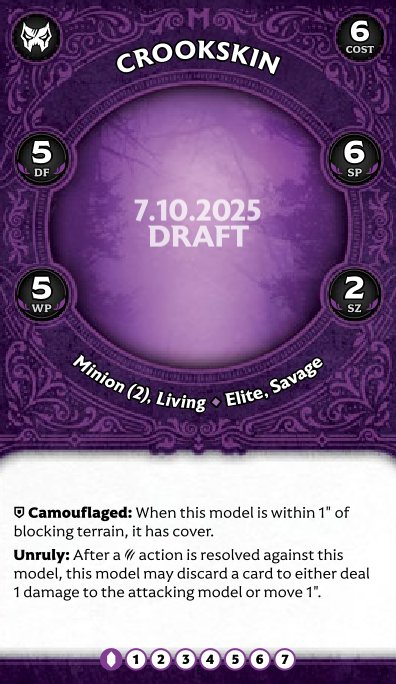 CROOKSKIN
6
COST
5
DF
6
SP
7.10.2025
DRAFT
5
WP
2
SZ
Minion (2), Living ◆ Elite, Savage
Camouflaged: When this model is within 1" of
blocking terrain, it has cover.
Unruly: After a action is resolved against this
model, this model may discard a card to either deal
1 damage to the attacking model or move 1".
1 2 3 4 5 6 7